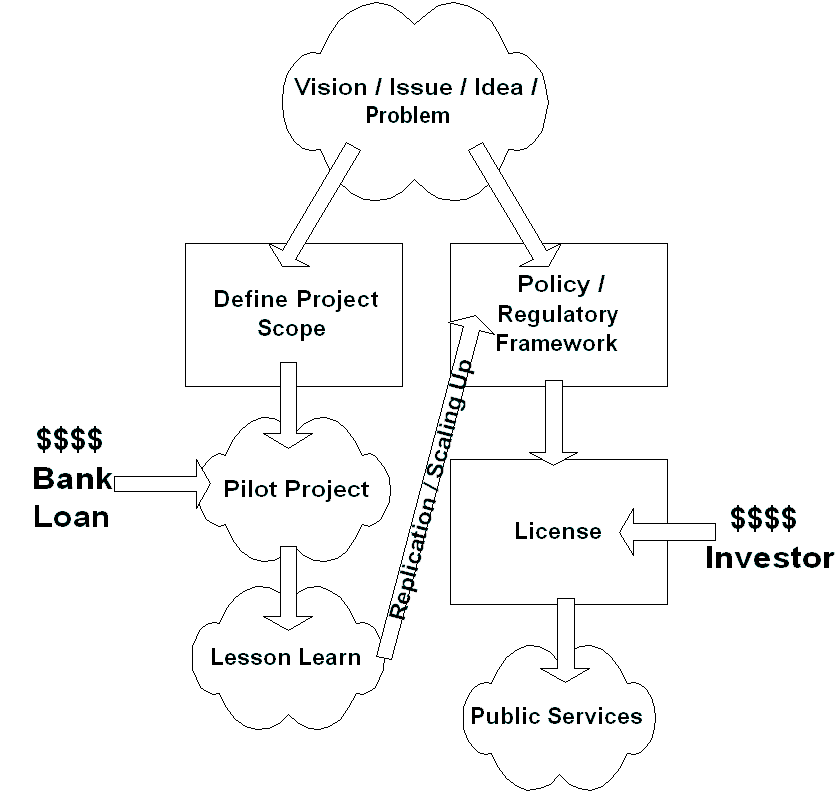 Vision / Issue / Idea /
Problem
Define Project
Scope
Policy /
Regulatory
Framework
Replication / Scaling Up
$$$$
Bank
Loan
Pilot Project
License
$$$$
Investor
Lesson Learn
Public Services